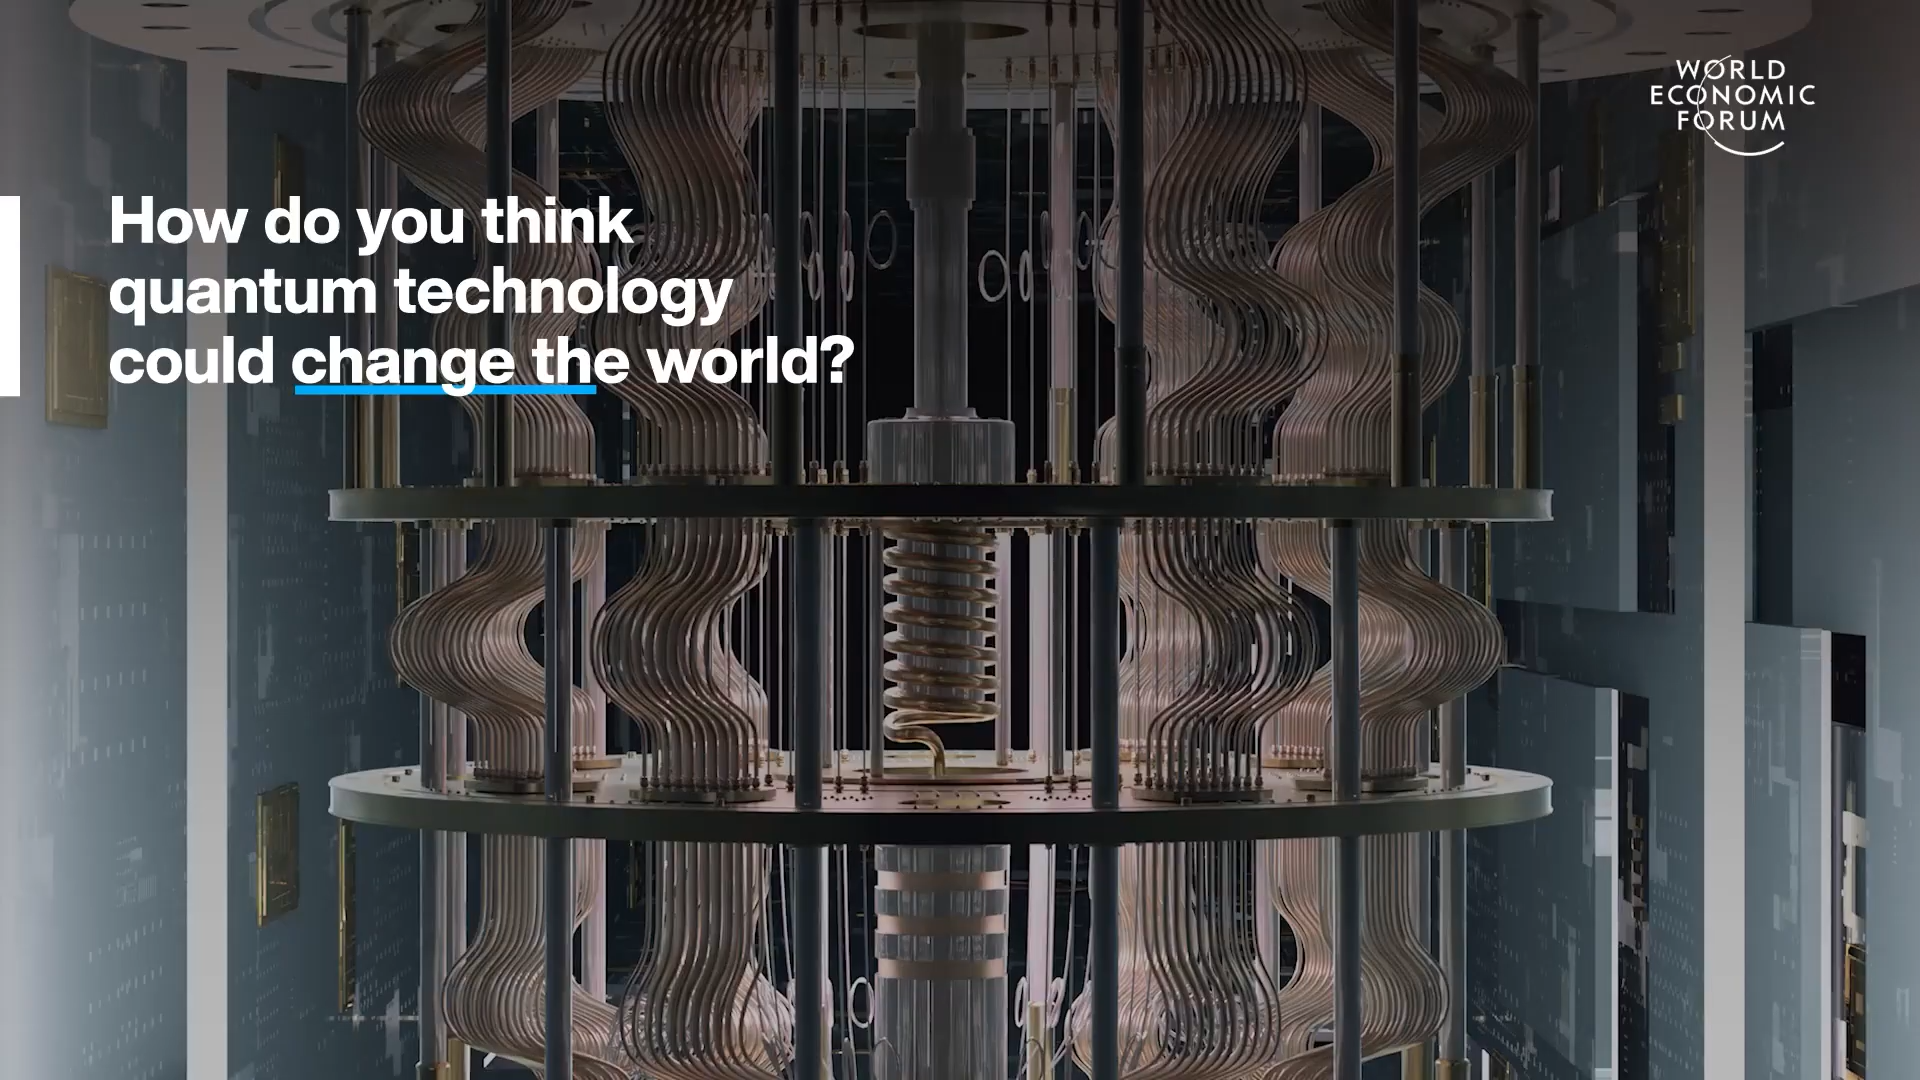 WORLD
ECONOMIC
FORUM
How do you think
quantum technology
could change the world?